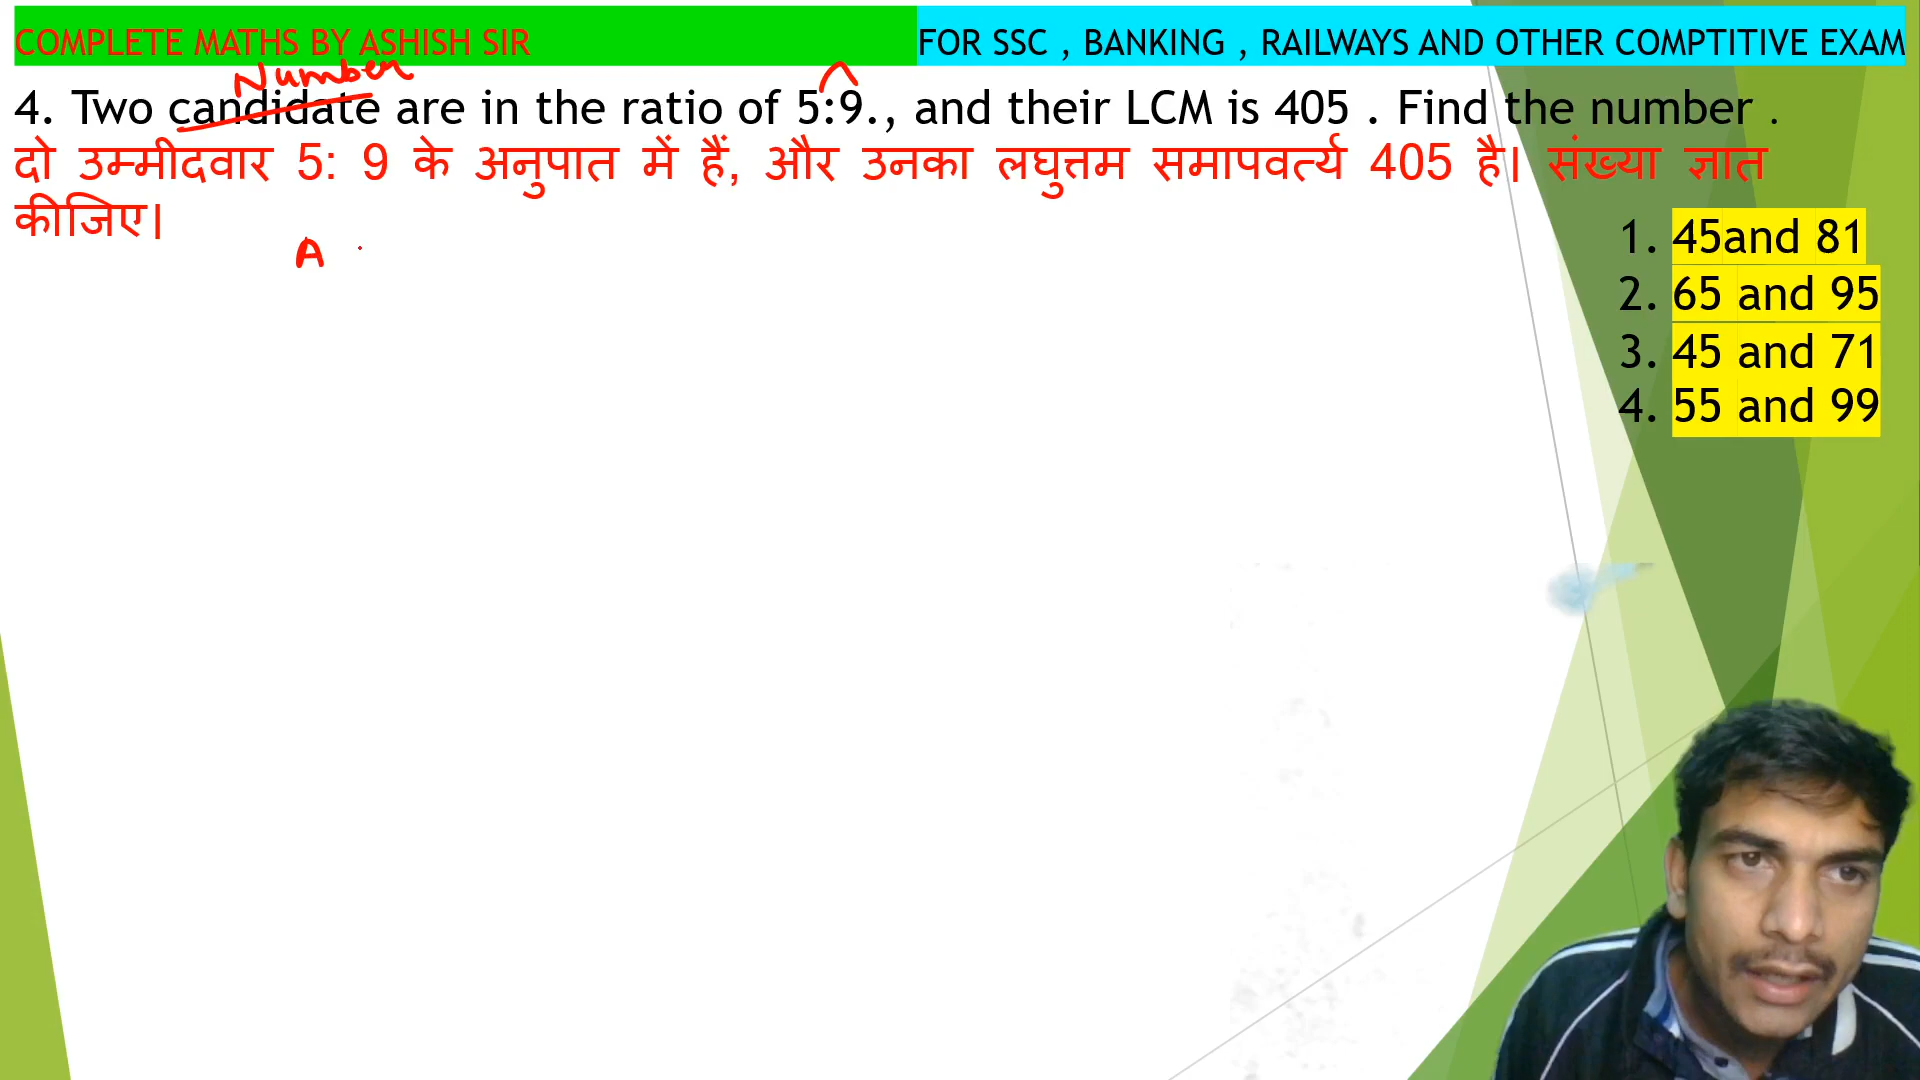 COMPLETE MATHS BY ASHISH SIR FOR SSC , BANKING , RAILWAYS AND OTHER COMPTITIVE EXAM
Number
4. Two candidate are in the ratio of 5:9., and their LCM is 405 . Find the number .
दो उम्मीदवार 5: 9 के अनुपात में हैं, और उनका लघुत्तम समापवर्त्य 405 है। संख्या ज्ञात
कीजिए।
A
1. 45and 81
2. 65 and 95
3. 45 and 71
4. 55 and 99